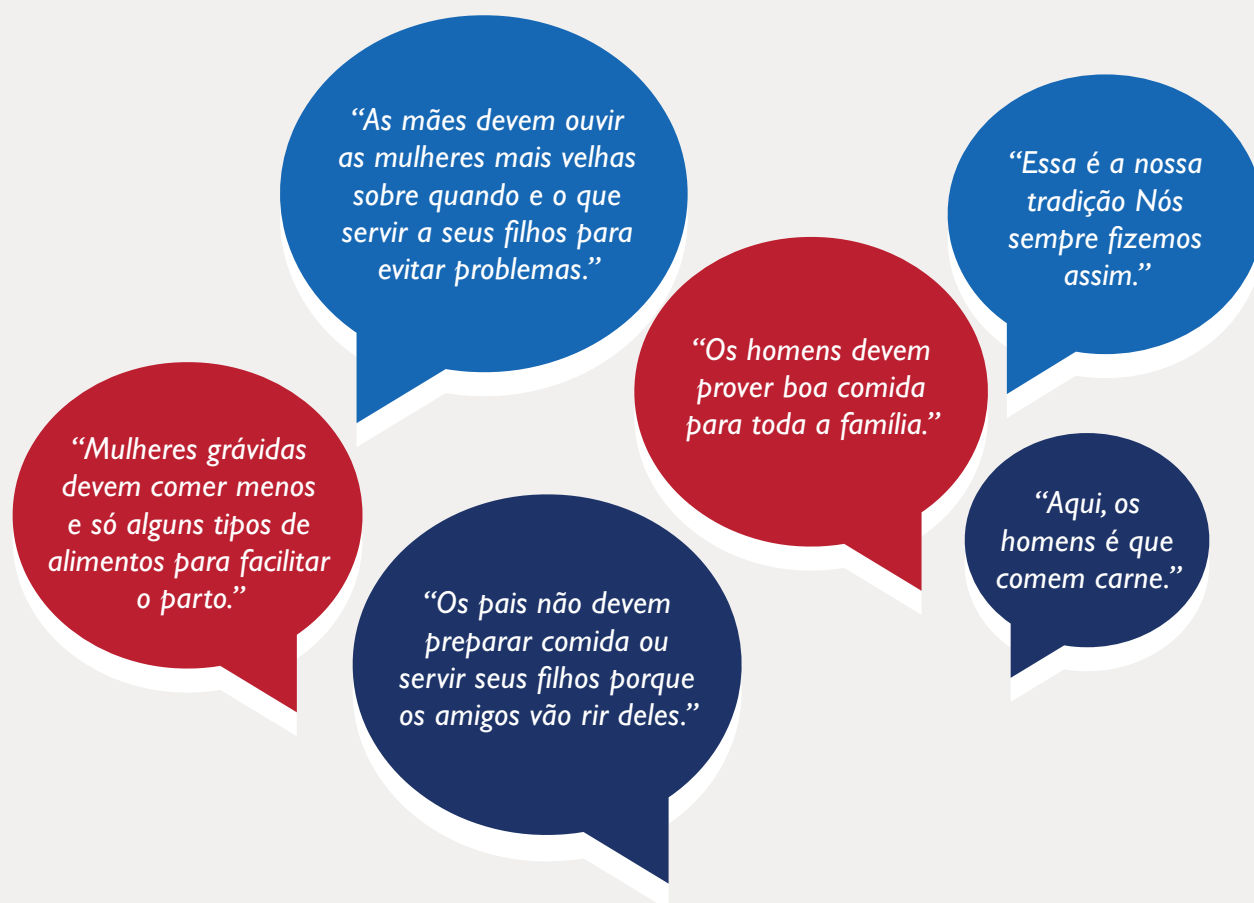 “As mães devem ouvir
as mulheres mais velhas
sobre quando e o que
servir a seus filhos para
evitar problemas.”
“Essa é a nossa
tradição Nós
sempre fizemos
assim.”
“Os homens devem
prover boa comida
para toda a família.”
“Mulheres grávidas
devem comer menos
e só alguns tipos de
alimentos para facilitar
o parto.”
“Aqui, os
homens é que
comem carne.”
“Os pais não devem
preparar comida ou
servir seus filhos porque
os amigos vão rir deles.”